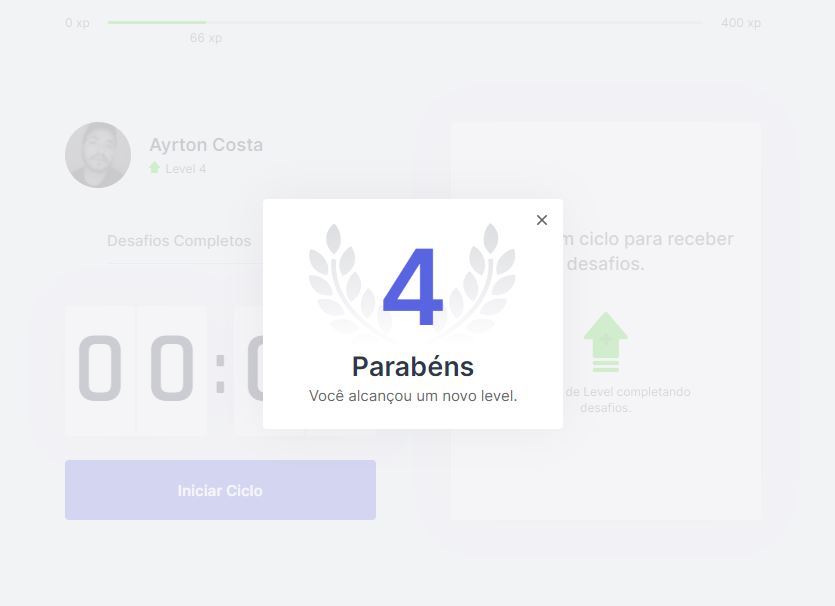 0 xp
400 xp
66 xp
Ayrton Costa
Level 4
Desafios Completos
ciclo para receber
desafios.
00:0
4
Parabéns
Você alcançou um novo level.
de Level completando
desafios.
Iniciar Ciclo